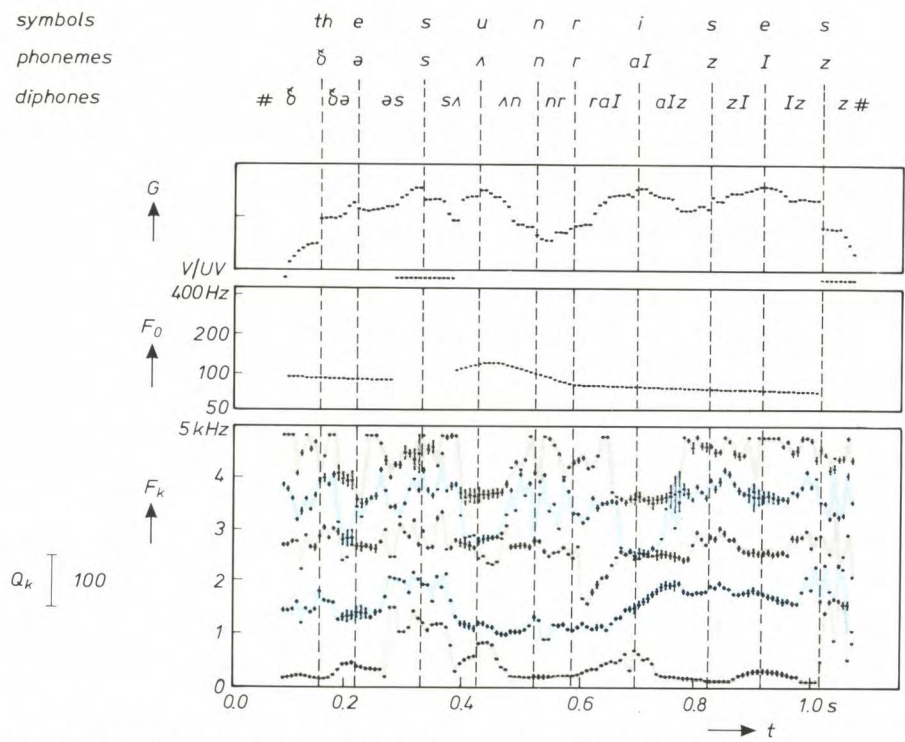 symbols th e s u n r i s e s
phonemes ð ə s ʌ n r aI z I z
diphones # ð ðə əs sʌ ʌn nr raI aIz zI Iz z #
G
V/UV
400 Hz
F0
200
100
50
5 kHz
Fk
4
3
2
1
0
Qk 100
0.0 0.2 0.4 0.6 0.8 1.0 s
t